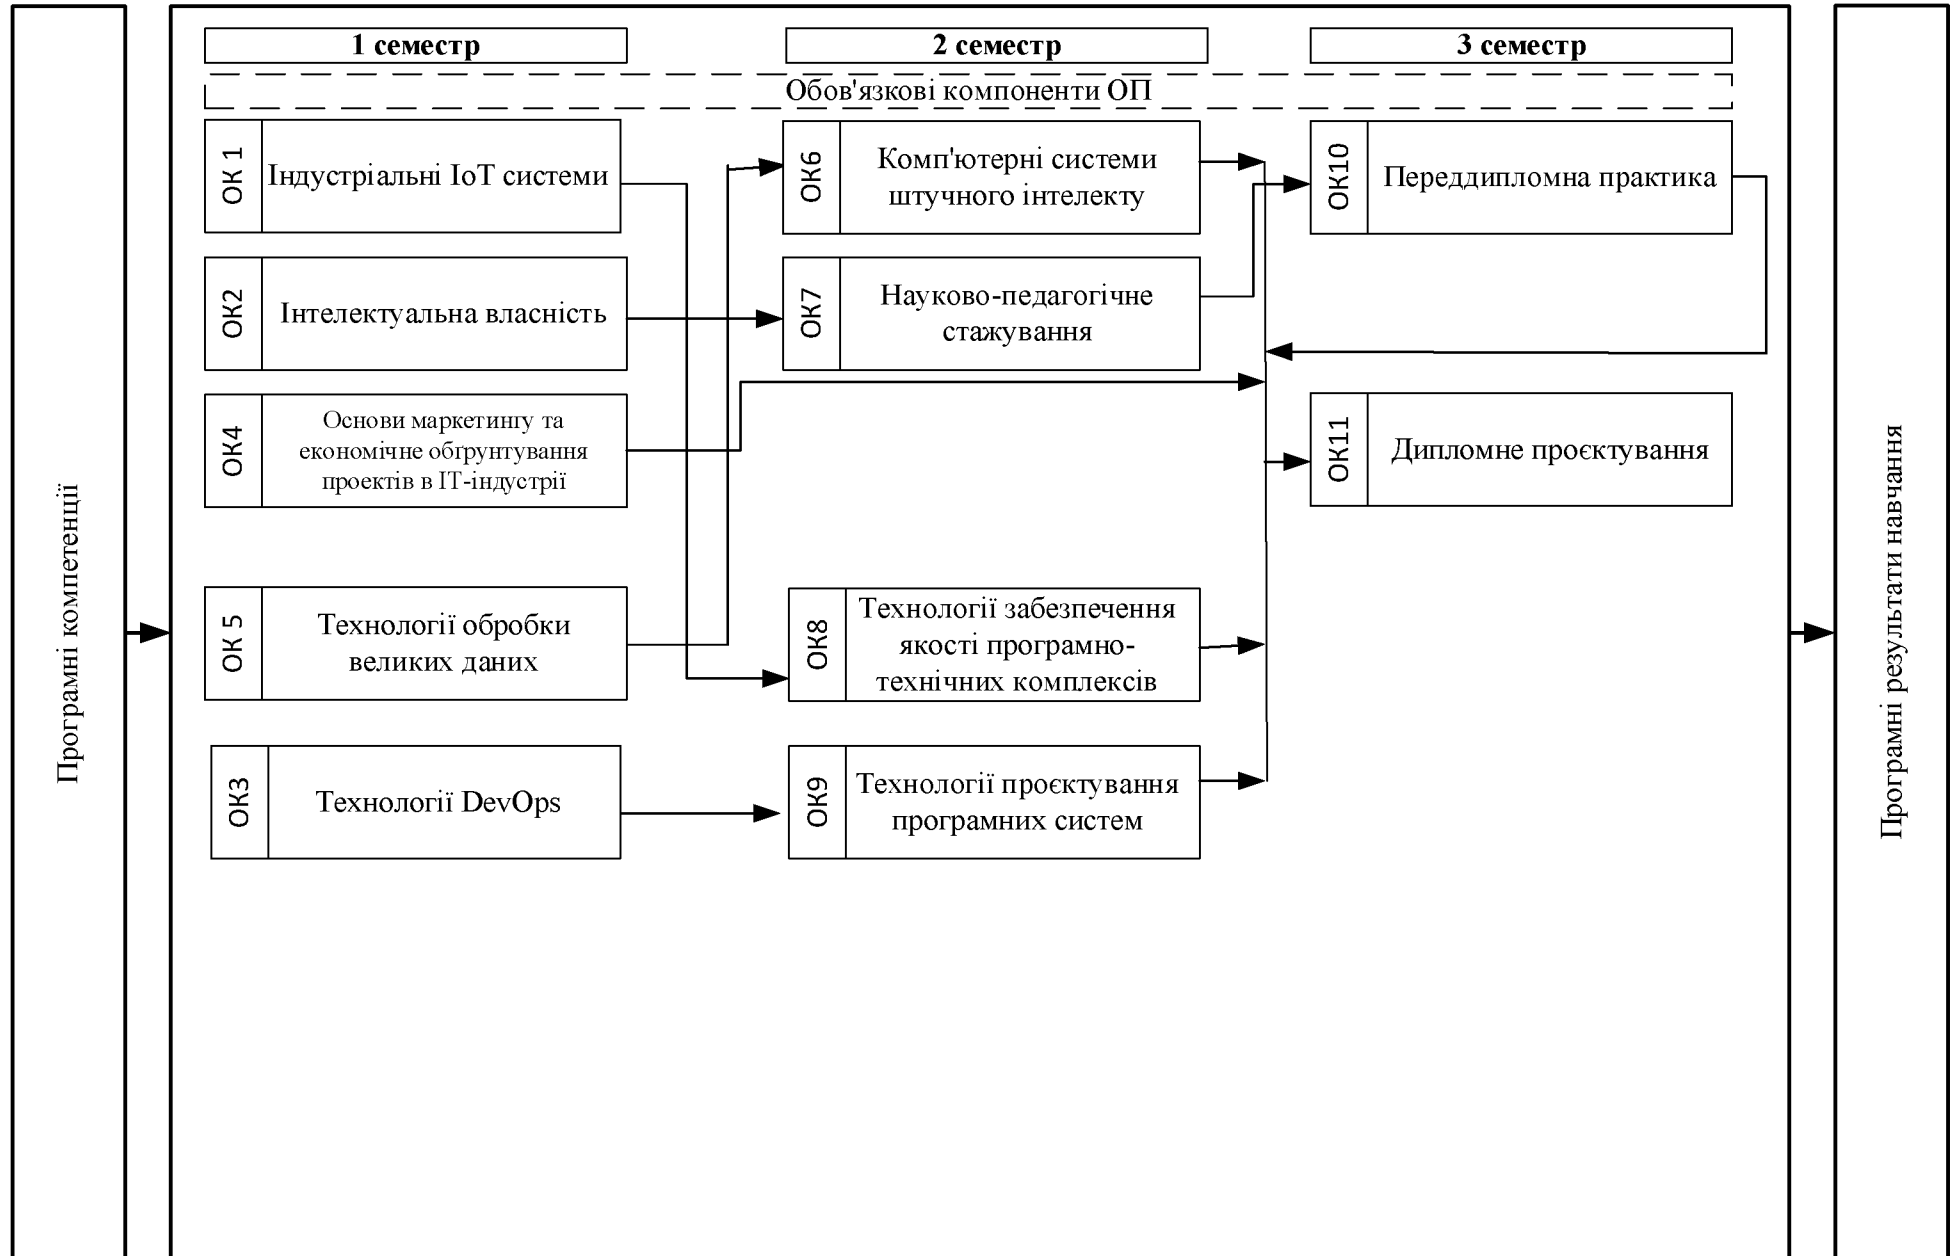 Програмні компетенції
1 семестр
2 семестр
3 семестр
Обов'язкові компоненти ОП
ОК 1
Індустріальні ІоТ системи
ОК6
Комп'ютерні системи
штучного інтелекту
ОК10
Переддипломна практика
ОК2
Інтелектуальна власність
ОК7
Науково-педагогічне
стажування
ОК4
Основи маркетингу та
економічне обґрунтування
проектів в ІТ-індустрії
ОК11
Дипломне проєктування
ОК 5
Технології обробки
великих даних
ОК8
Технології забезпечення
якості програмно-
технічних комплексів
ОК3
Технології DevOps
ОК9
Технології проєктування
програмних систем
Програмні результати навчання